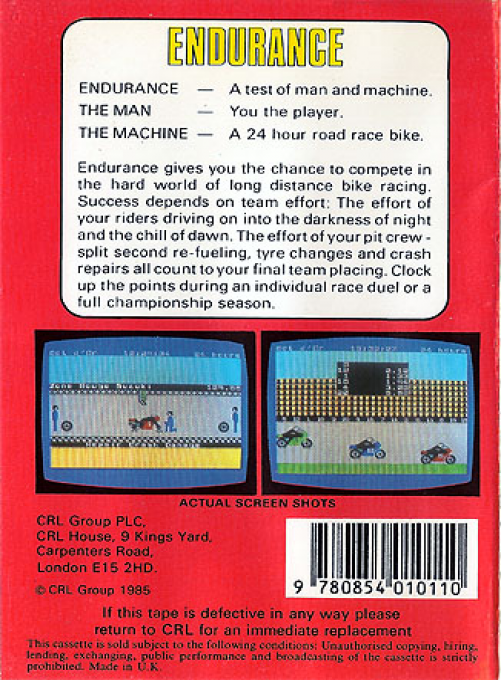 ENDURANCE
ENDURANCE — A test of man and machine.
THE MAN — You the player.
THE MACHINE — A 24 hour road race bike.
Endurance gives you the chance to compete in
the hard world of long distance bike racing.
Success depends on team effort: The effort of
your riders driving on into the darkness of night
and the chill of dawn. The effort of your pit crew -
split second re-fueling, tyre changes and crash
repairs all count to your final team placing. Clock
up the points during an individual race duel or a
full championship season.
24 hours
24 hours
Zone Rouge Suzuki
ACTUAL SCREEN SHOTS
CRL Group PLC,
CRL House, 9 Kings Yard,
Carpenters Road,
London E15 2HD.
© CRL Group 1985
9 780854 010110
If this tape is defective in any way please
return to CRL for an immediate replacement
This cassette is sold subject to the following conditions: Unauthorised copying, hiring,
lending, exchanging, public performance and broadcasting of the cassette is strictly
prohibited. Made in U.K.